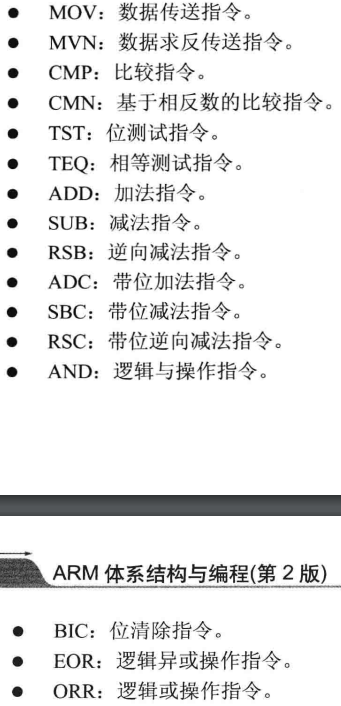 ● MOV：数据传送指令。
● MVN：数据求反传送指令。
● CMP：比较指令。
● CMN：基于相反数的比较指令。
● TST：位测试指令。
● TEQ：相等测试指令。
● ADD：加法指令。
● SUB：减法指令。
● RSB：逆向减法指令。
● ADC：带位加法指令。
● SBC：带位减法指令。
● RSC：带位逆向减法指令。
● AND：逻辑与操作指令。
ARM 体系结构与编程(第 2 版)
● BIC：位清除指令。
● EOR：逻辑异或操作指令。
● ORR：逻辑或操作指令。